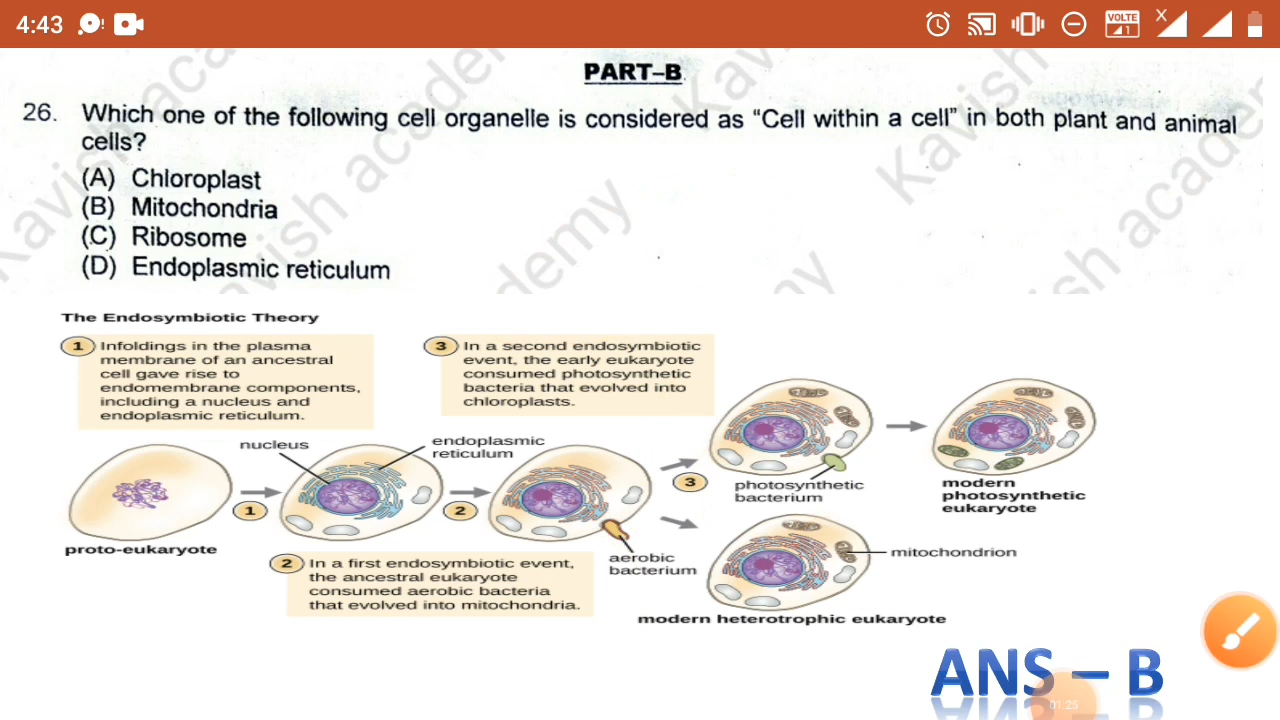 4:43
VOLTE
1
X
PART–B
26. Which one of the following cell organelle is considered as “Cell within a cell” in both plant and animal
cells?
(A) Chloroplast
(B) Mitochondria
(C) Ribosome
(D) Endoplasmic reticulum
Kavish academy
The Endosymbiotic Theory
1 Infoldings in the plasma
membrane of an ancestral
cell gave rise to
endomembrane components,
including a nucleus and
endoplasmic reticulum.
3 In a second endosymbiotic
event, the early eukaryote
consumed photosynthetic
bacteria that evolved into
chloroplasts.
nucleus
endoplasmic
reticulum
1
2
3
proto-eukaryote
photosynthetic
bacterium
modern
photosynthetic
eukaryote
2 In a first endosymbiotic event,
the ancestral eukaryote
consumed aerobic bacteria
that evolved into mitochondria.
aerobic
bacterium
mitochondrion
modern heterotrophic eukaryote
ANS – B
01:25